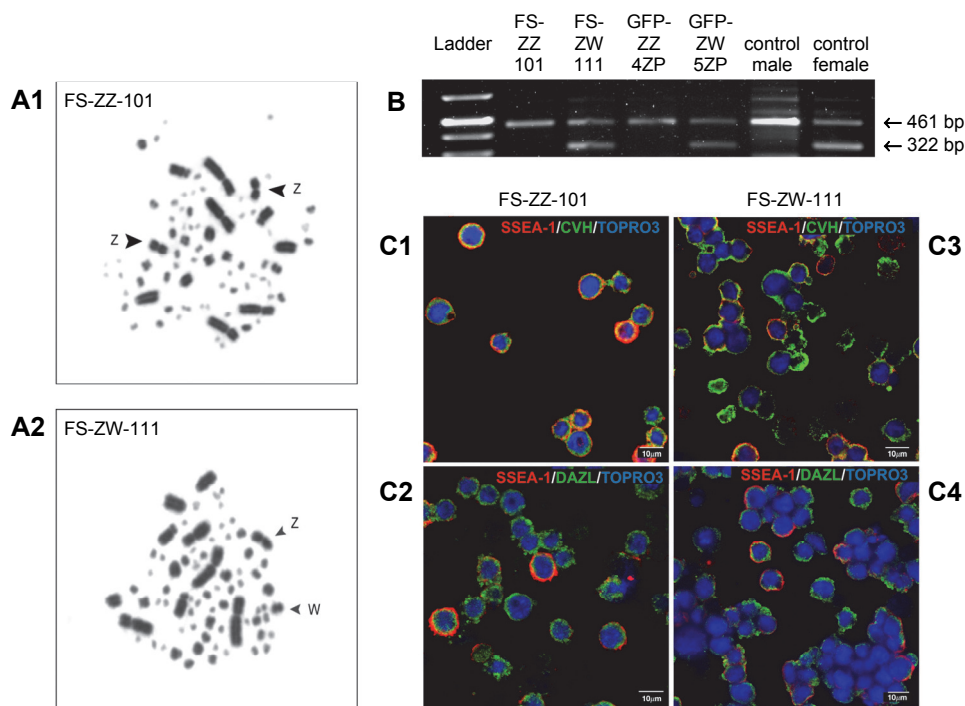 A1
FS-ZZ-101
Z
Z
A2
FS-ZW-111
Z
W
B
Ladder
FS-
ZZ
101
FS-
ZW
111
GFP-
ZZ
4ZP
GFP-
ZW
5ZP
control
male
control
female
← 461 bp
← 322 bp
FS-ZZ-101
FS-ZW-111
C1
SSEA-1/CVH/TOPRO3
10µm
C3
SSEA-1/CVH/TOPRO3
10µm
C2
SSEA-1/DAZL/TOPRO3
10µm
C4
SSEA-1/DAZL/TOPRO3
10µm